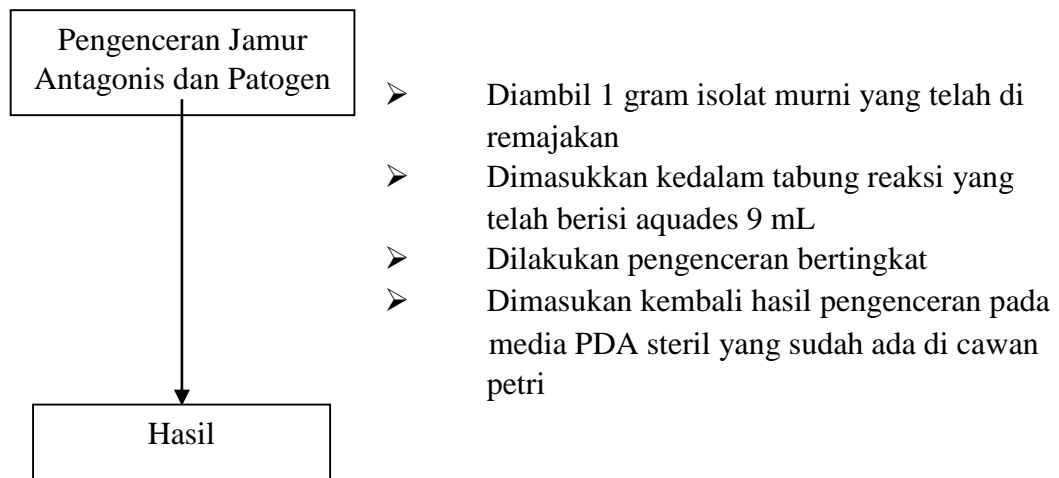 Pengenceran Jamur
Antagonis dan Patogen
➢ Diambil 1 gram isolat murni yang telah di
remajakan
➢ Dimasukkan kedalam tabung reaksi yang
telah berisi aquades 9 mL
➢ Dilakukan pengenceran bertingkat
➢ Dimasukan kembali hasil pengenceran pada
media PDA steril yang sudah ada di cawan
petri
Hasil